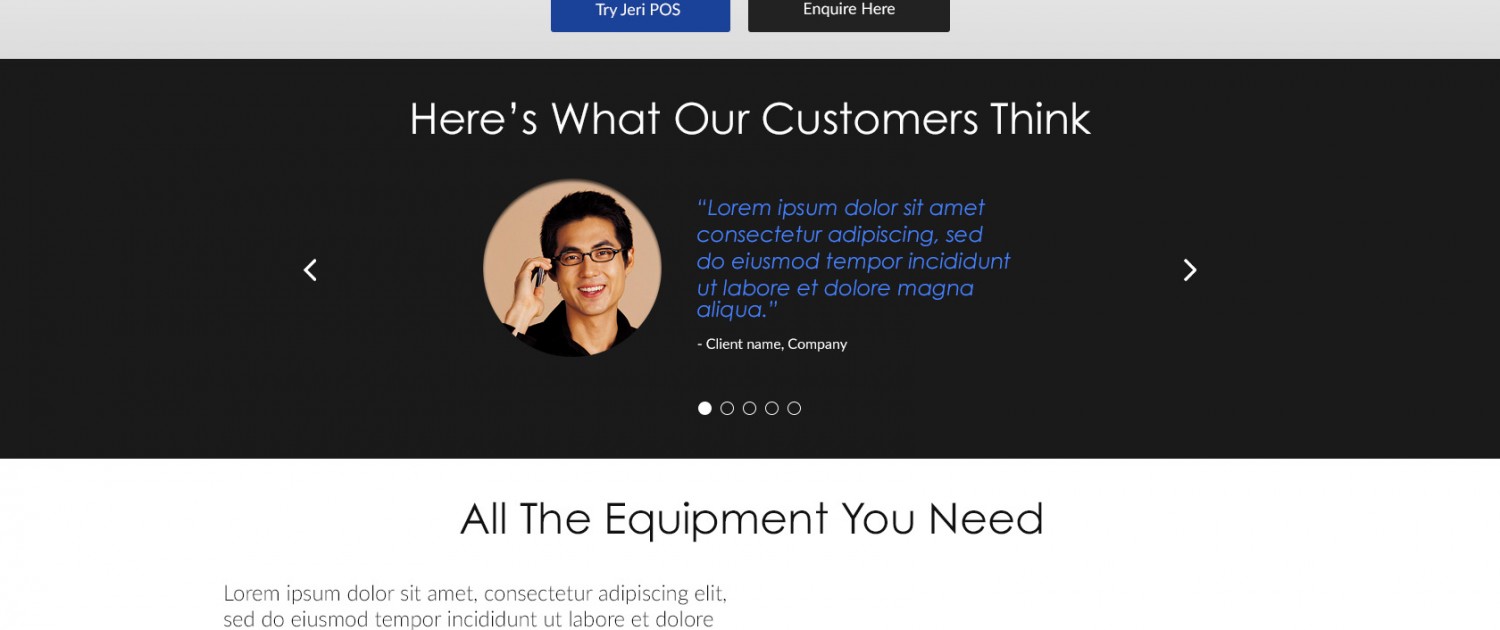 Try Jeri POS
Enquire Here
Here’s What Our Customers Think
“Lorem ipsum dolor sit amet
consectetur adipiscing, sed
do eiusmod tempor incididunt
ut labore et dolore magna
aliqua.”
- Client name, Company
All The Equipment You Need
Lorem ipsum dolor sit amet, consectetur adipiscing elit,
sed do eiusmod tempor incididunt ut labore et dolore